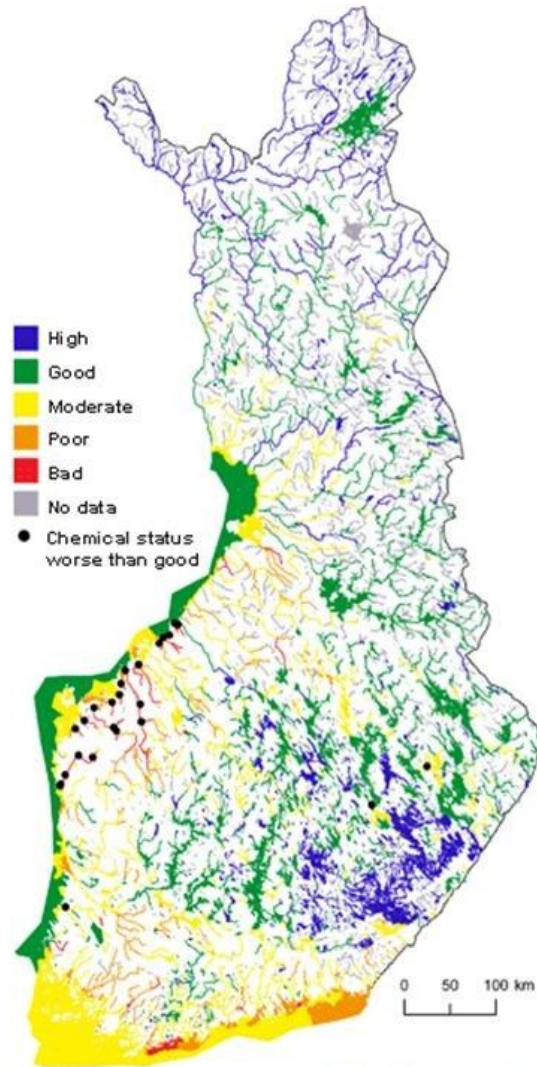 High
Good
Moderate
Poor
Bad
No data
Chemical status
worse than good
0 50 100 km